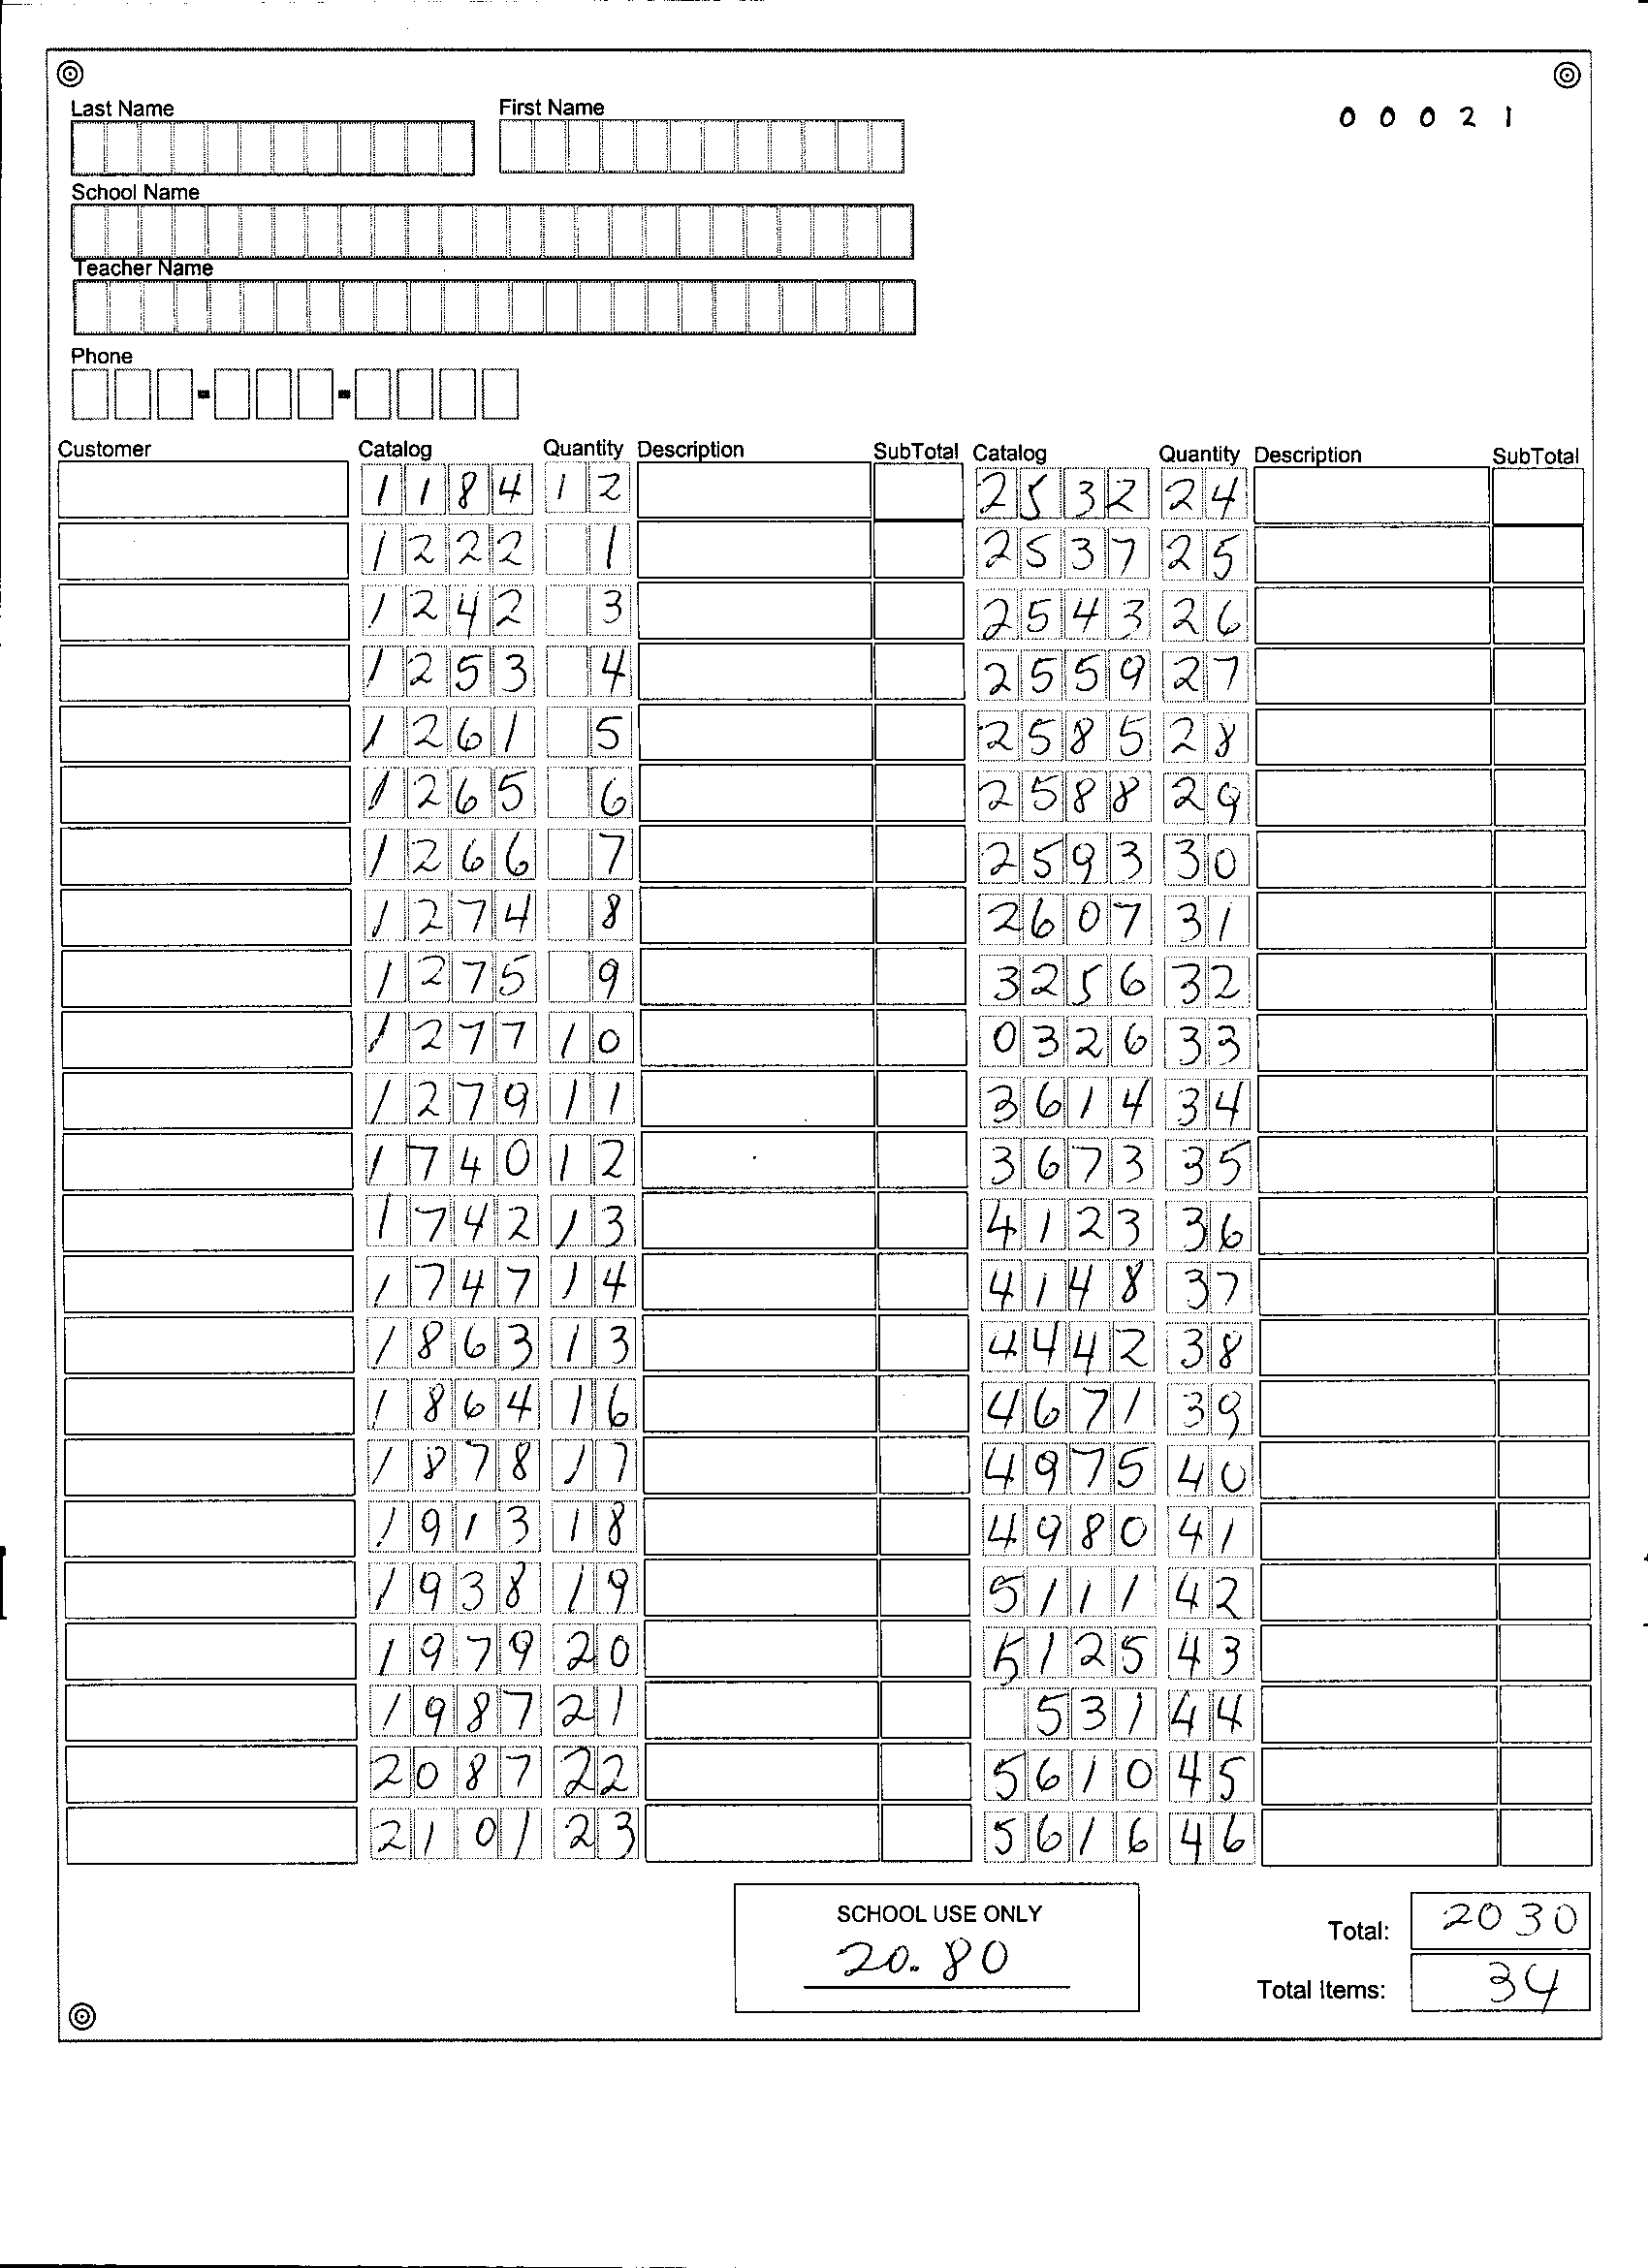 Last Name First Name 0 0 0 2 1
School Name
Teacher Name
Phone
Customer Catalog Quantity Description SubTotal Catalog Quantity Description SubTotal
1184 12 2532 24
1222 1 2537 25
1242 3 2543 26
1253 4 2559 27
1261 5 2585 28
1265 6 2588 29
1266 7 2593 30
1274 8 2607 31
1275 9 3256 32
1277 10 0326 33
1279 11 3614 34
1740 12 3673 35
1742 13 4123 36
1747 14 4148 37
1863 13 4442 38
1864 16 4671 39
1878 17 4975 40
1913 18 4980 41
1938 19 5111 42
1979 20 5125 43
1987 21 531 44
2087 22 5610 45
2101 23 5616 46
SCHOOL USE ONLY
20.80
Total: 2030
Total Items: 34